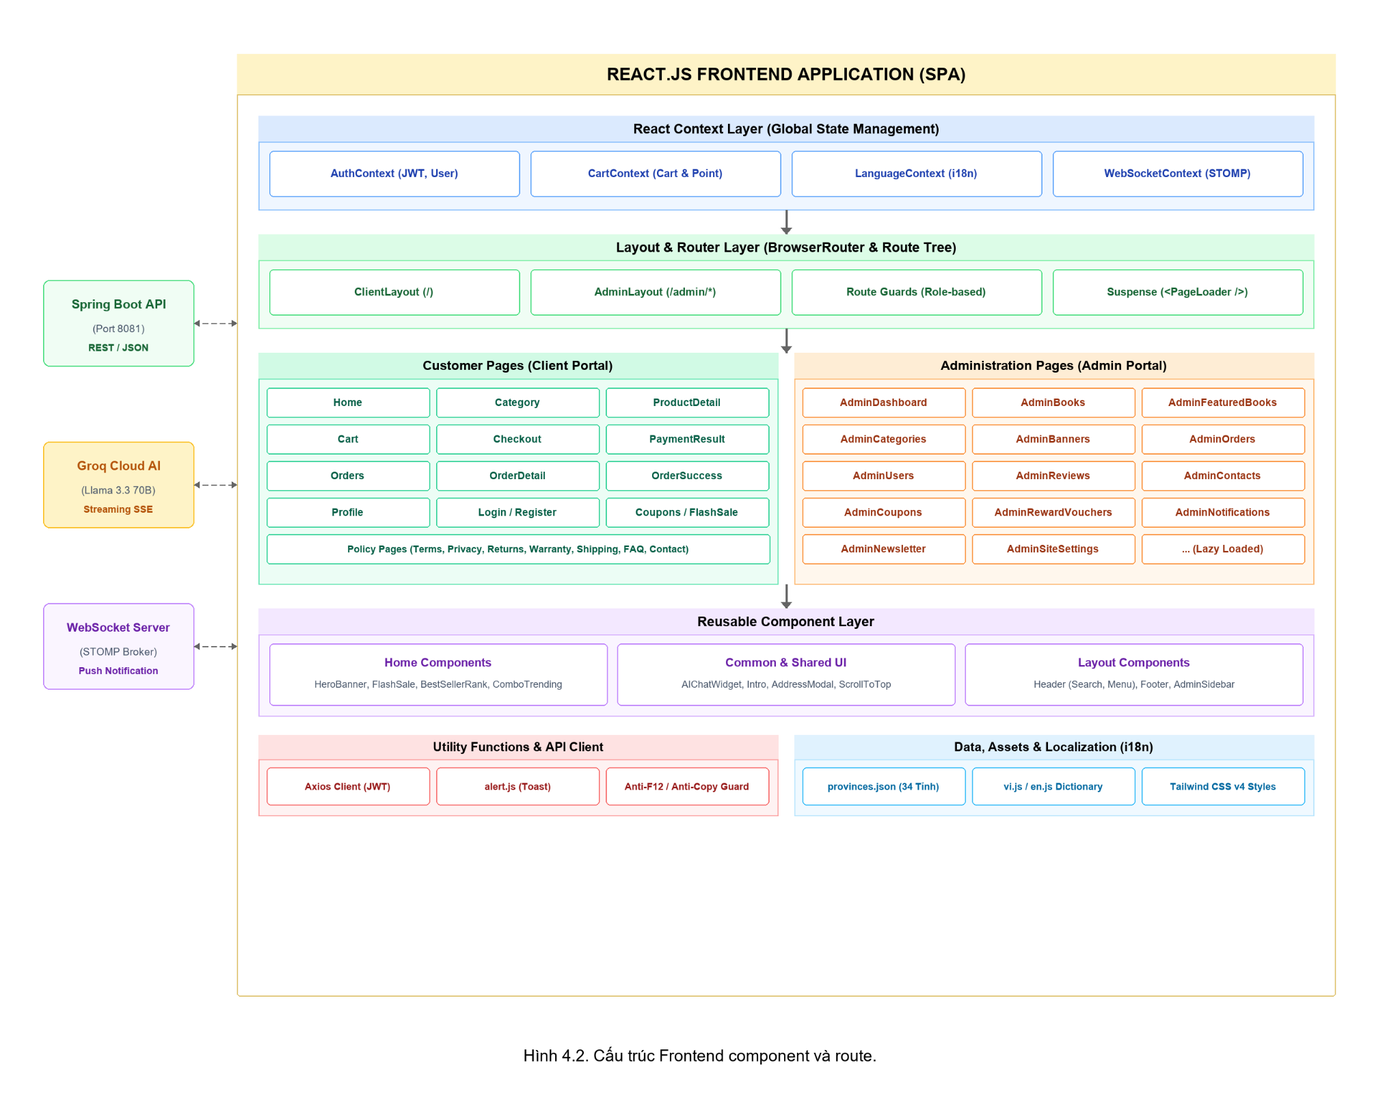 REACT.JS FRONTEND APPLICATION (SPA)
React Context Layer (Global State Management)
AuthContext (JWT, User)
CartContext (Cart & Point)
LanguageContext (i18n)
WebSocketContext (STOMP)
Layout & Router Layer (BrowserRouter & Route Tree)
ClientLayout (/)
AdminLayout (/admin/*)
Route Guards (Role-based)
Suspense (<PageLoader />)
Spring Boot API
(Port 8081)
REST / JSON
Groq Cloud AI
(Llama 3.3 70B)
Streaming SSE
WebSocket Server
(STOMP Broker)
Push Notification
Customer Pages (Client Portal)
Home
Category
ProductDetail
Cart
Checkout
PaymentResult
Orders
OrderDetail
OrderSuccess
Profile
Login / Register
Coupons / FlashSale
Policy Pages (Terms, Privacy, Returns, Warranty, Shipping, FAQ, Contact)
Administration Pages (Admin Portal)
AdminDashboard
AdminBooks
AdminFeaturedBooks
AdminCategories
AdminBanners
AdminOrders
AdminUsers
AdminReviews
AdminContacts
AdminCoupons
AdminRewardVouchers
AdminNotifications
AdminNewsletter
AdminSiteSettings
... (Lazy Loaded)
Reusable Component Layer
Home Components
HeroBanner, FlashSale, BestSellerRank, ComboTrending
Common & Shared UI
AIChatWidget, Intro, AddressModal, ScrollToTop
Layout Components
Header (Search, Menu), Footer, AdminSidebar
Utility Functions & API Client
Axios Client (JWT)
alert.js (Toast)
Anti-F12 / Anti-Copy Guard
Data, Assets & Localization (i18n)
provinces.json (34 Tỉnh)
vi.js / en.js Dictionary
Tailwind CSS v4 Styles
Hình 4.2. Cấu trúc Frontend component và route.